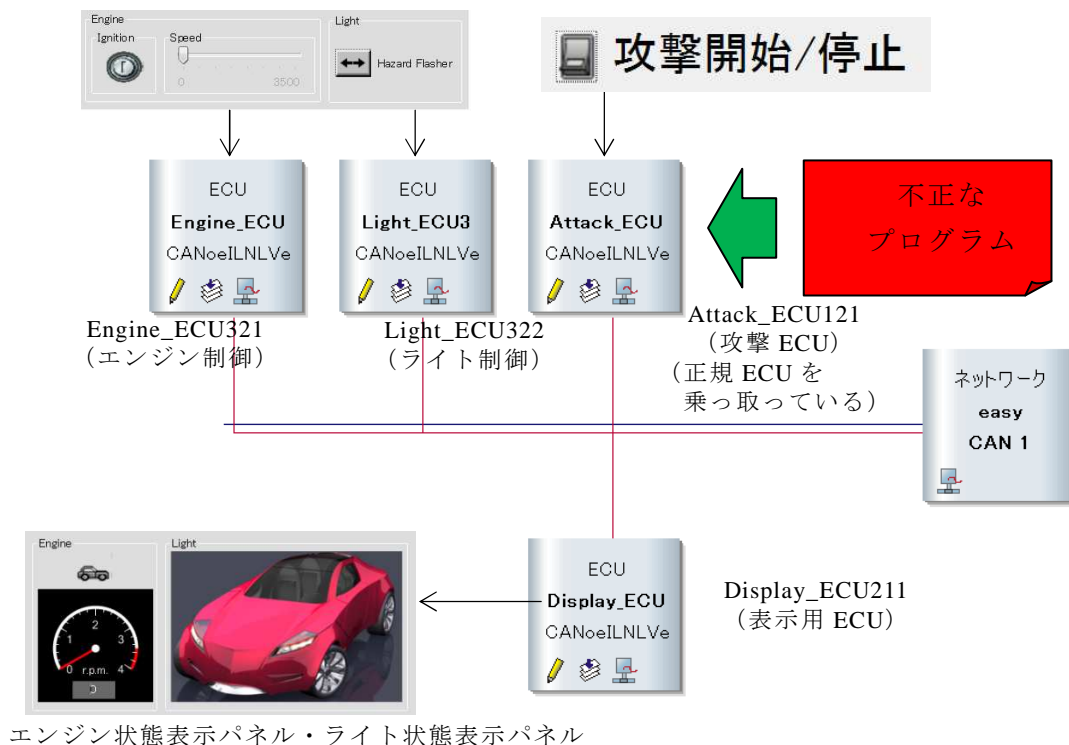 Engine
Ignition
Speed
0
3500
Light
Hazard Flasher
攻撃開始/停止
ECU
Engine_ECU
CANoeILNLVe
ECU
Light_ECU3
CANoeILNLVe
ECU
Attack_ECU
CANoeILNLVe
不正な
プログラム
Engine_ECU321
（エンジン制御）
Light_ECU322
（ライト制御）
Attack_ECU121
（攻撃 ECU）
（正規 ECU を
乗っ取っている）
ネットワーク
easy
CAN 1
Engine
0
1
2
3
4
r.p.m.
Light
ECU
Display_ECU
CANoeILNLVe
Display_ECU211
（表示用 ECU）
エンジン状態表示パネル・ライト状態表示パネル